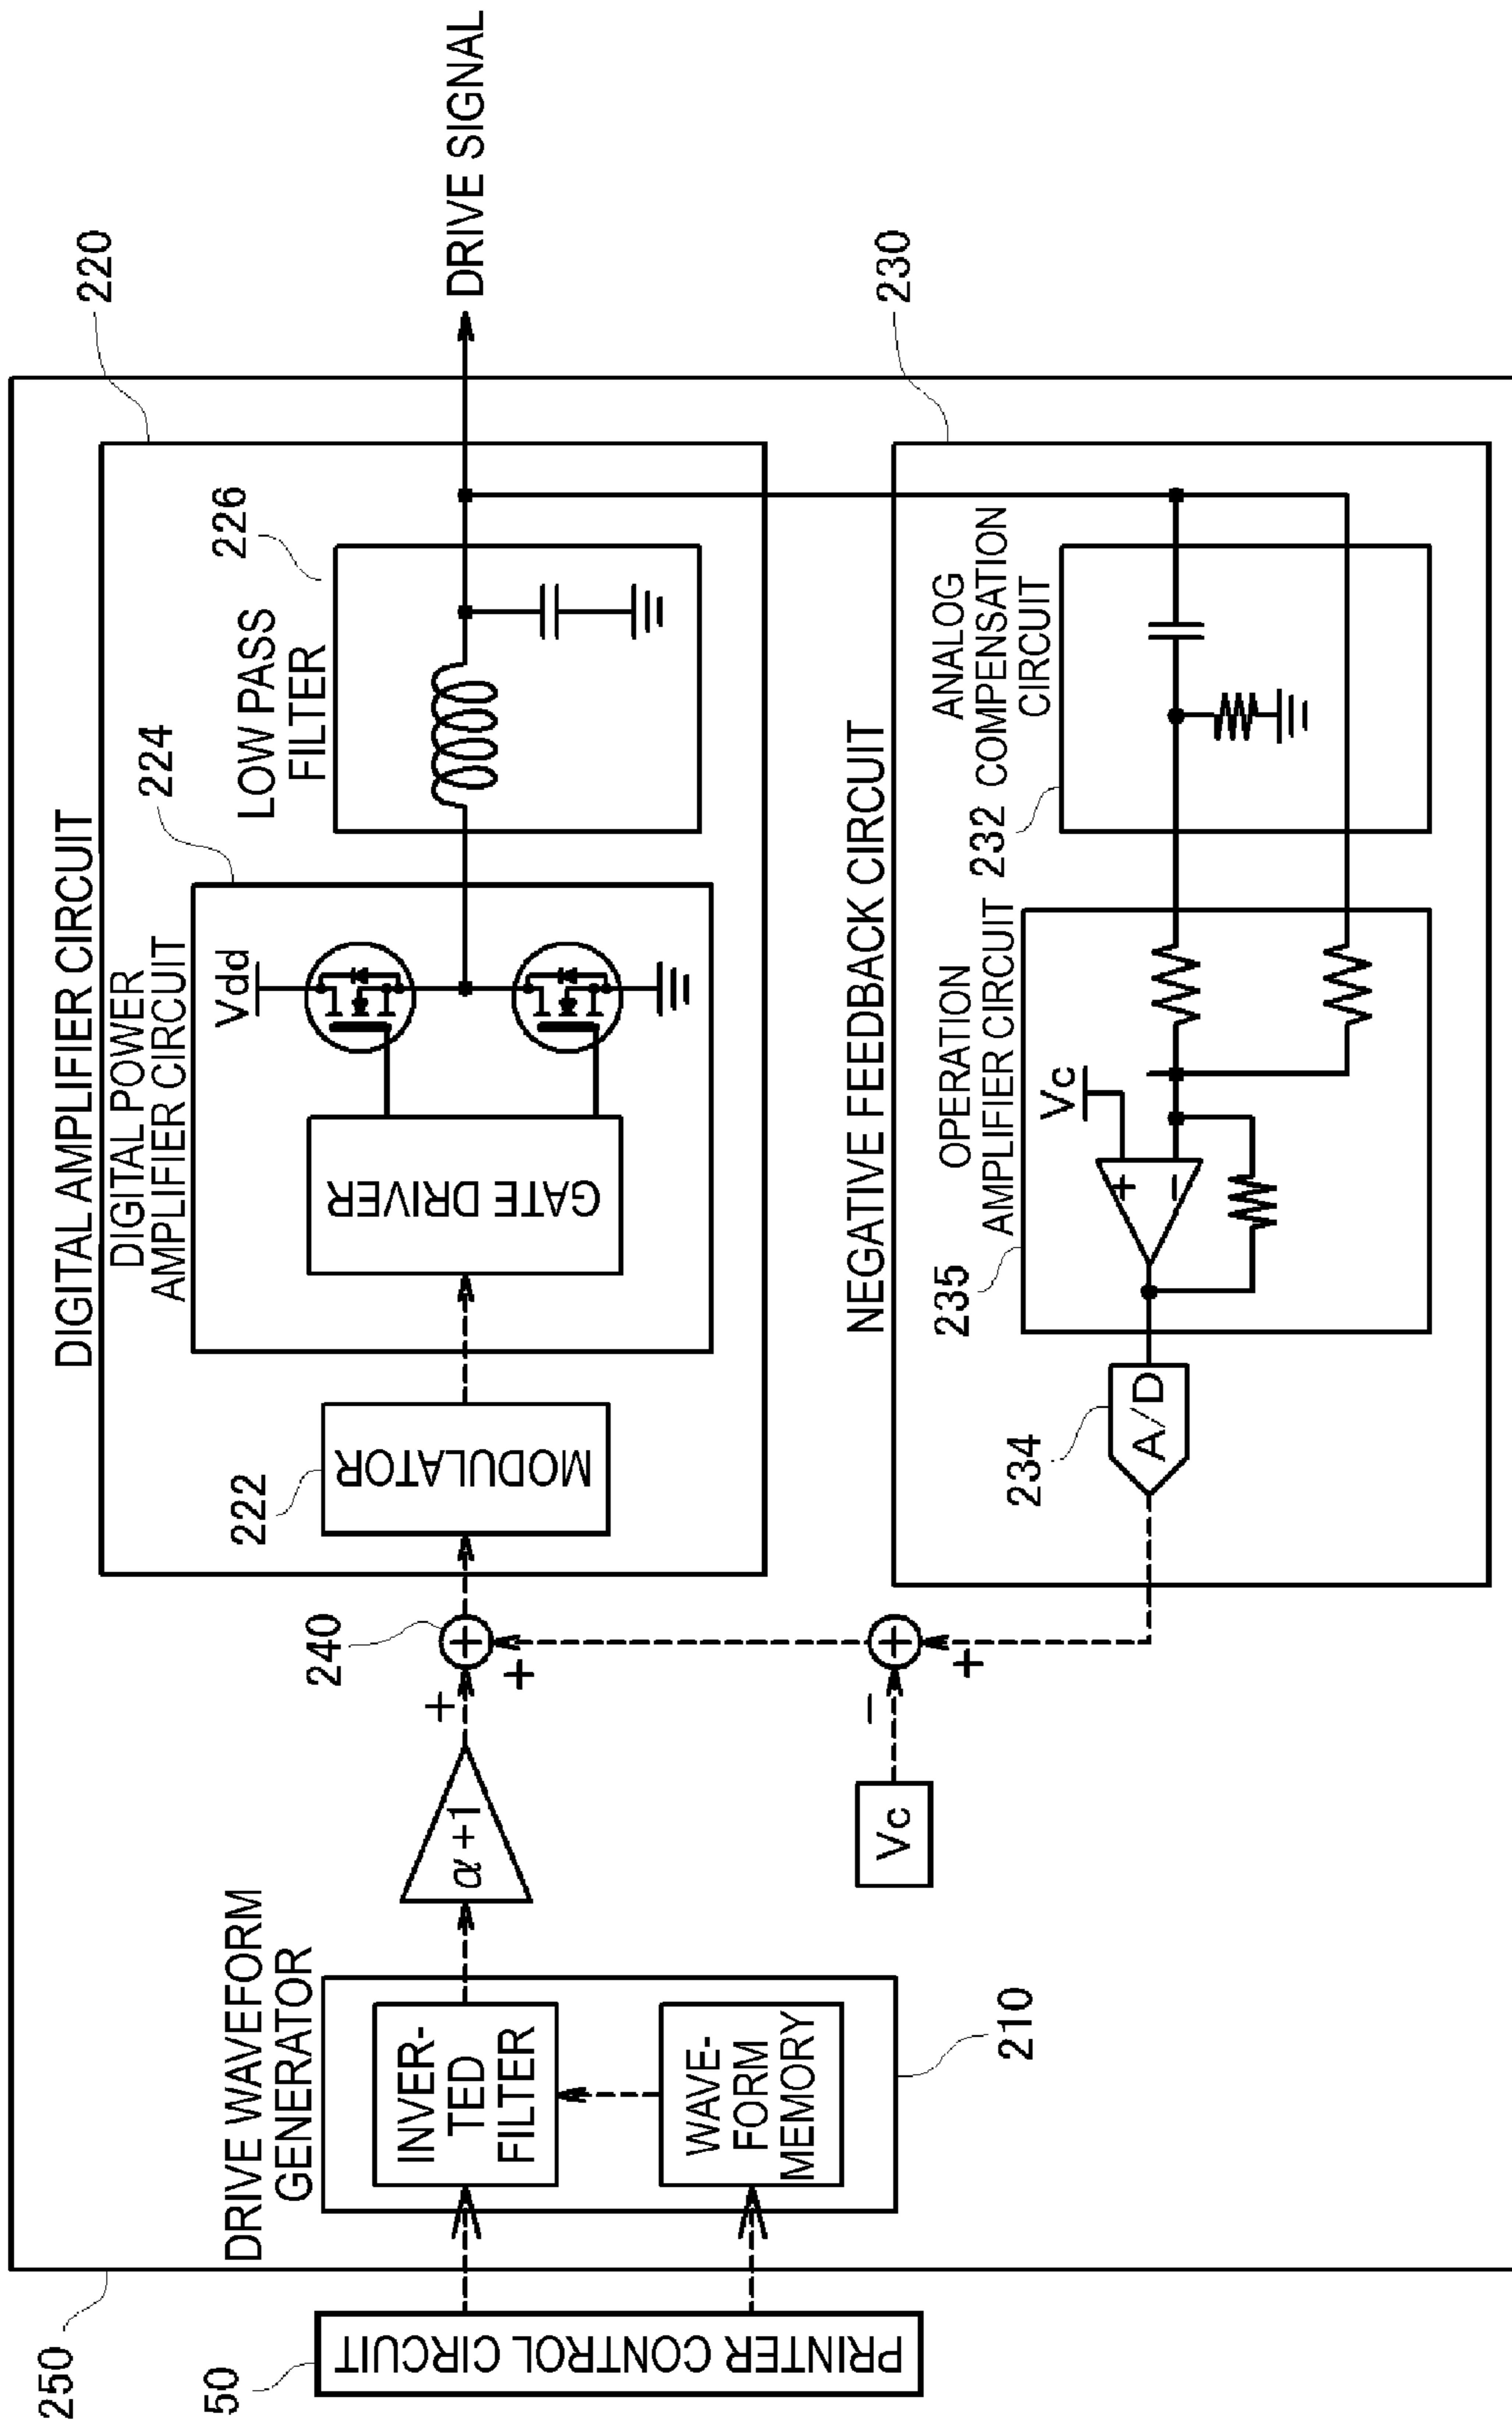 250
50
PRINTER CONTROL CIRCUIT
DRIVE WAVEFORM
GENERATOR
INVER-
TED
FILTER
WAVE-
FORM
MEMORY
210
α+1
+
+
240
+
Vc
−
+
+
DIGITAL AMPLIFIER CIRCUIT
220
222
MODULATOR
DIGITAL POWER
AMPLIFIER CIRCUIT
224
GATE DRIVER
Vdd
LOW PASS
FILTER
226
DRIVE SIGNAL
NEGATIVE FEEDBACK CIRCUIT
230
234
A/D
235
OPERATION
AMPLIFIER CIRCUIT
Vc
+
−
232
ANALOG
COMPENSATION
CIRCUIT